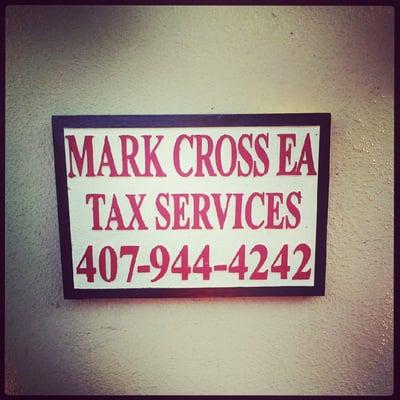 MARK CROSS EA
TAX SERVICES
407-944-4242